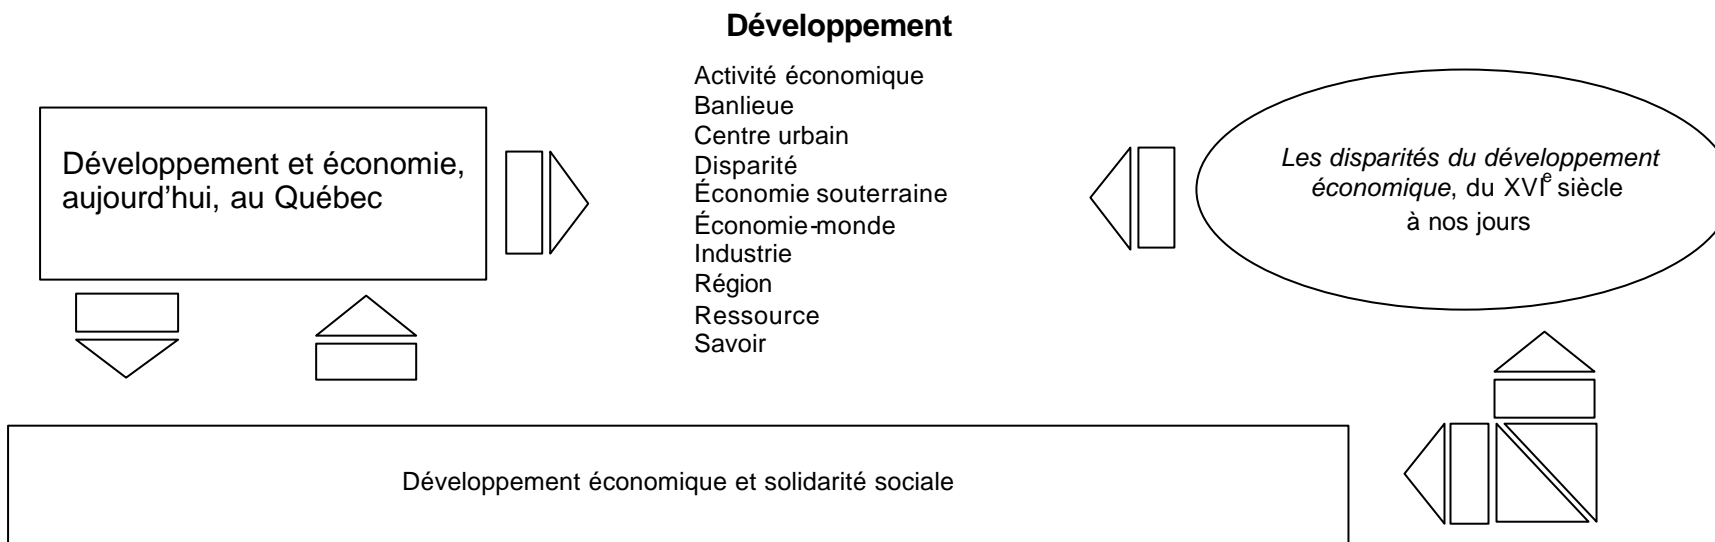 Développement
Activité économique
Banlieue
Centre urbain
Disparité
Économie souterraine
Économie-monde
Industrie
Région
Ressource
Savoir
Développement et économie,
aujourd'hui, au Québec
Les disparités du développement
économique, du XVIe siècle
à nos jours
Développement économique et solidarité sociale